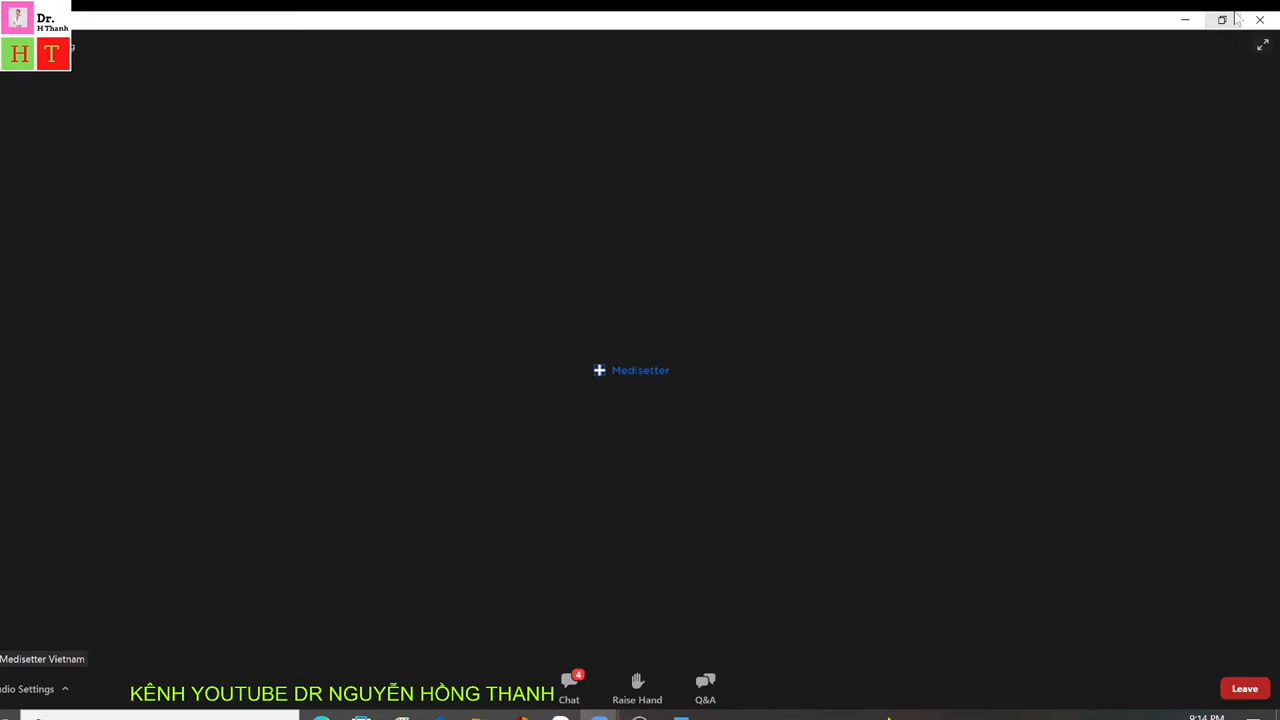 Dr.
H Thanh
H T
Medisetter
Medisetter Vietnam
Settings
4
Chat
Raise Hand
Q&A
Leave
KÊNH YOUTUBE DR NGUYỄN HỒNG THANH
9:14 PM